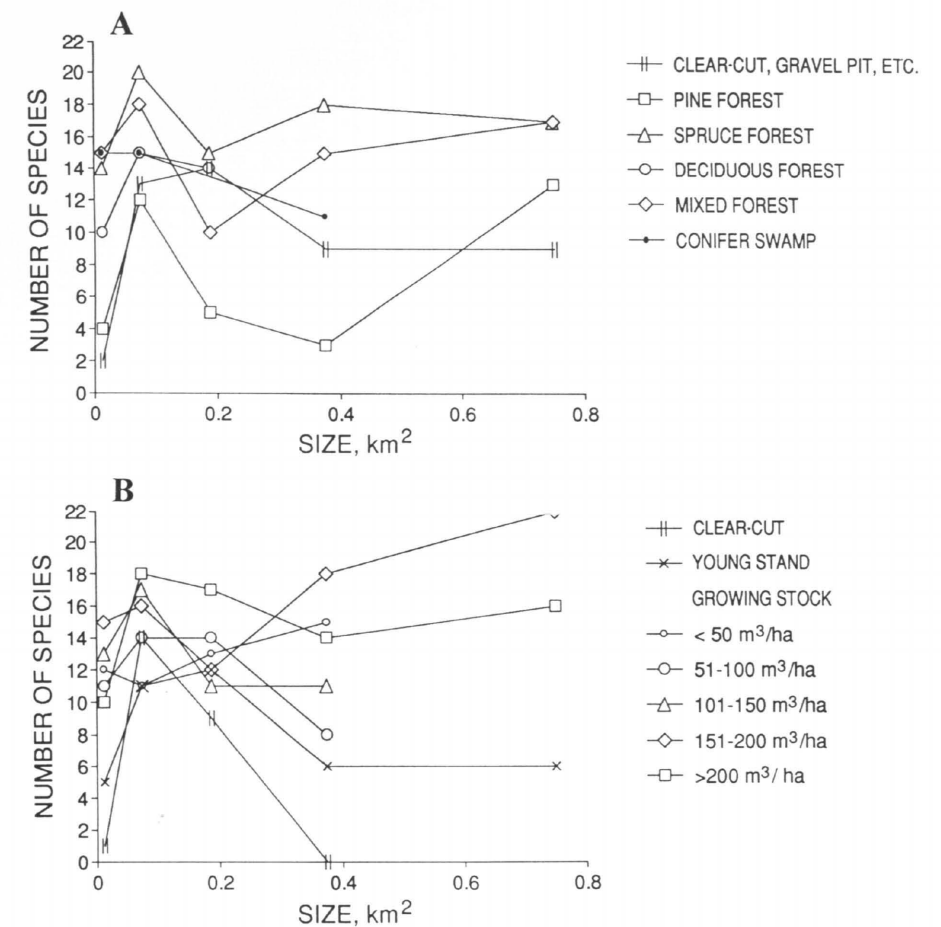 A
NUMBER OF SPECIES
22
20
18
16
14
12
10
8
6
4
2
0
0 0.2 0.4 0.6 0.8
SIZE, km²
CLEAR-CUT, GRAVEL PIT, ETC.
PINE FOREST
SPRUCE FOREST
DECIDUOUS FOREST
MIXED FOREST
CONIFER SWAMP
B
NUMBER OF SPECIES
22
20
18
16
14
12
10
8
6
4
2
0
0 0.2 0.4 0.6 0.8
SIZE, km²
CLEAR-CUT
YOUNG STAND
GROWING STOCK
< 50 m³/ha
51-100 m³/ha
101-150 m³/ha
151-200 m³/ha
>200 m³/ ha